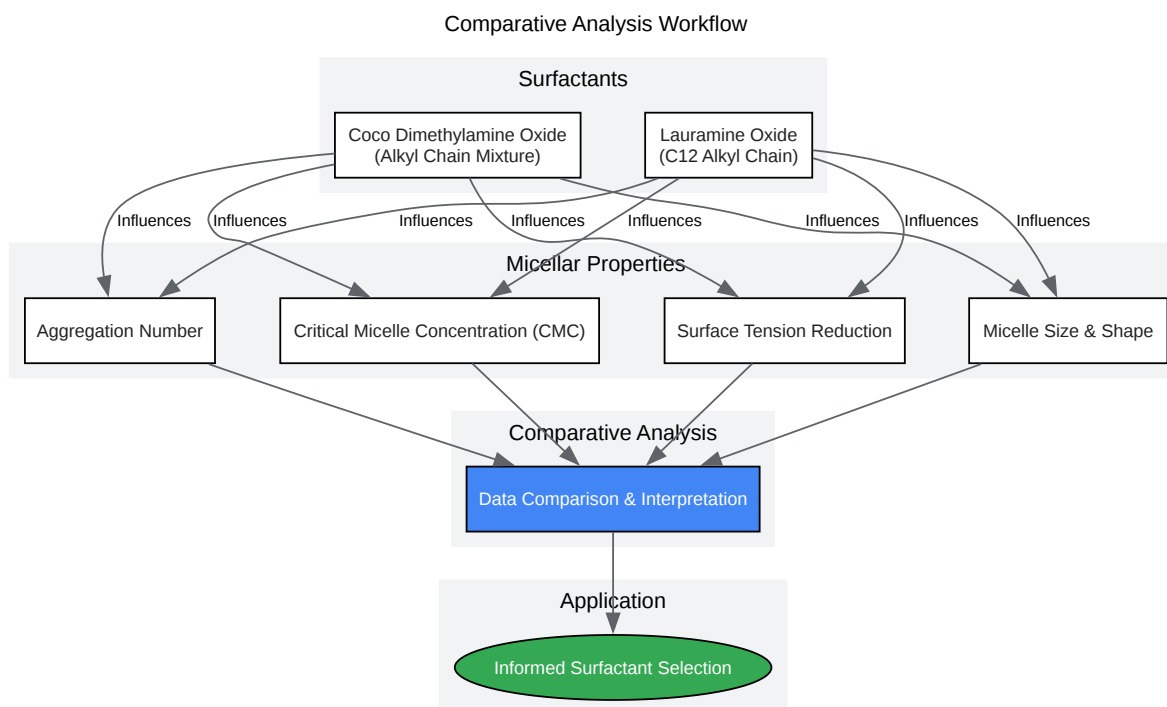 Comparative Analysis Workflow
Surfactants
Coco Dimethylamine Oxide
(Alkyl Chain Mixture)
Lauramine Oxide
(C12 Alkyl Chain)
Influences
Influences
Influences
Influences
Influences
Influences
Influences
Influences
Micellar Properties
Aggregation Number
Critical Micelle Concentration (CMC)
Surface Tension Reduction
Micelle Size & Shape
Comparative Analysis
Data Comparison & Interpretation
Application
Informed Surfactant Selection